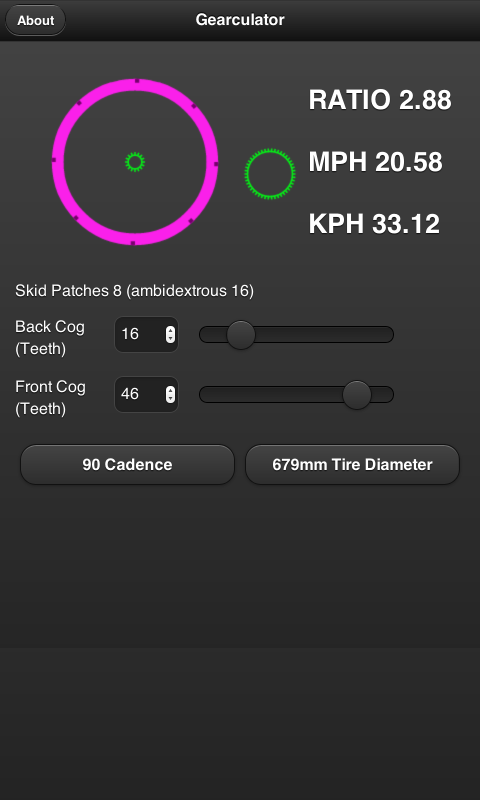 About
Gearculator
RATIO 2.88
MPH 20.58
KPH 33.12
Skid Patches 8 (ambidextrous 16)
Back Cog
(Teeth)
16
Front Cog
(Teeth)
46
90 Cadence
679mm Tire Diameter